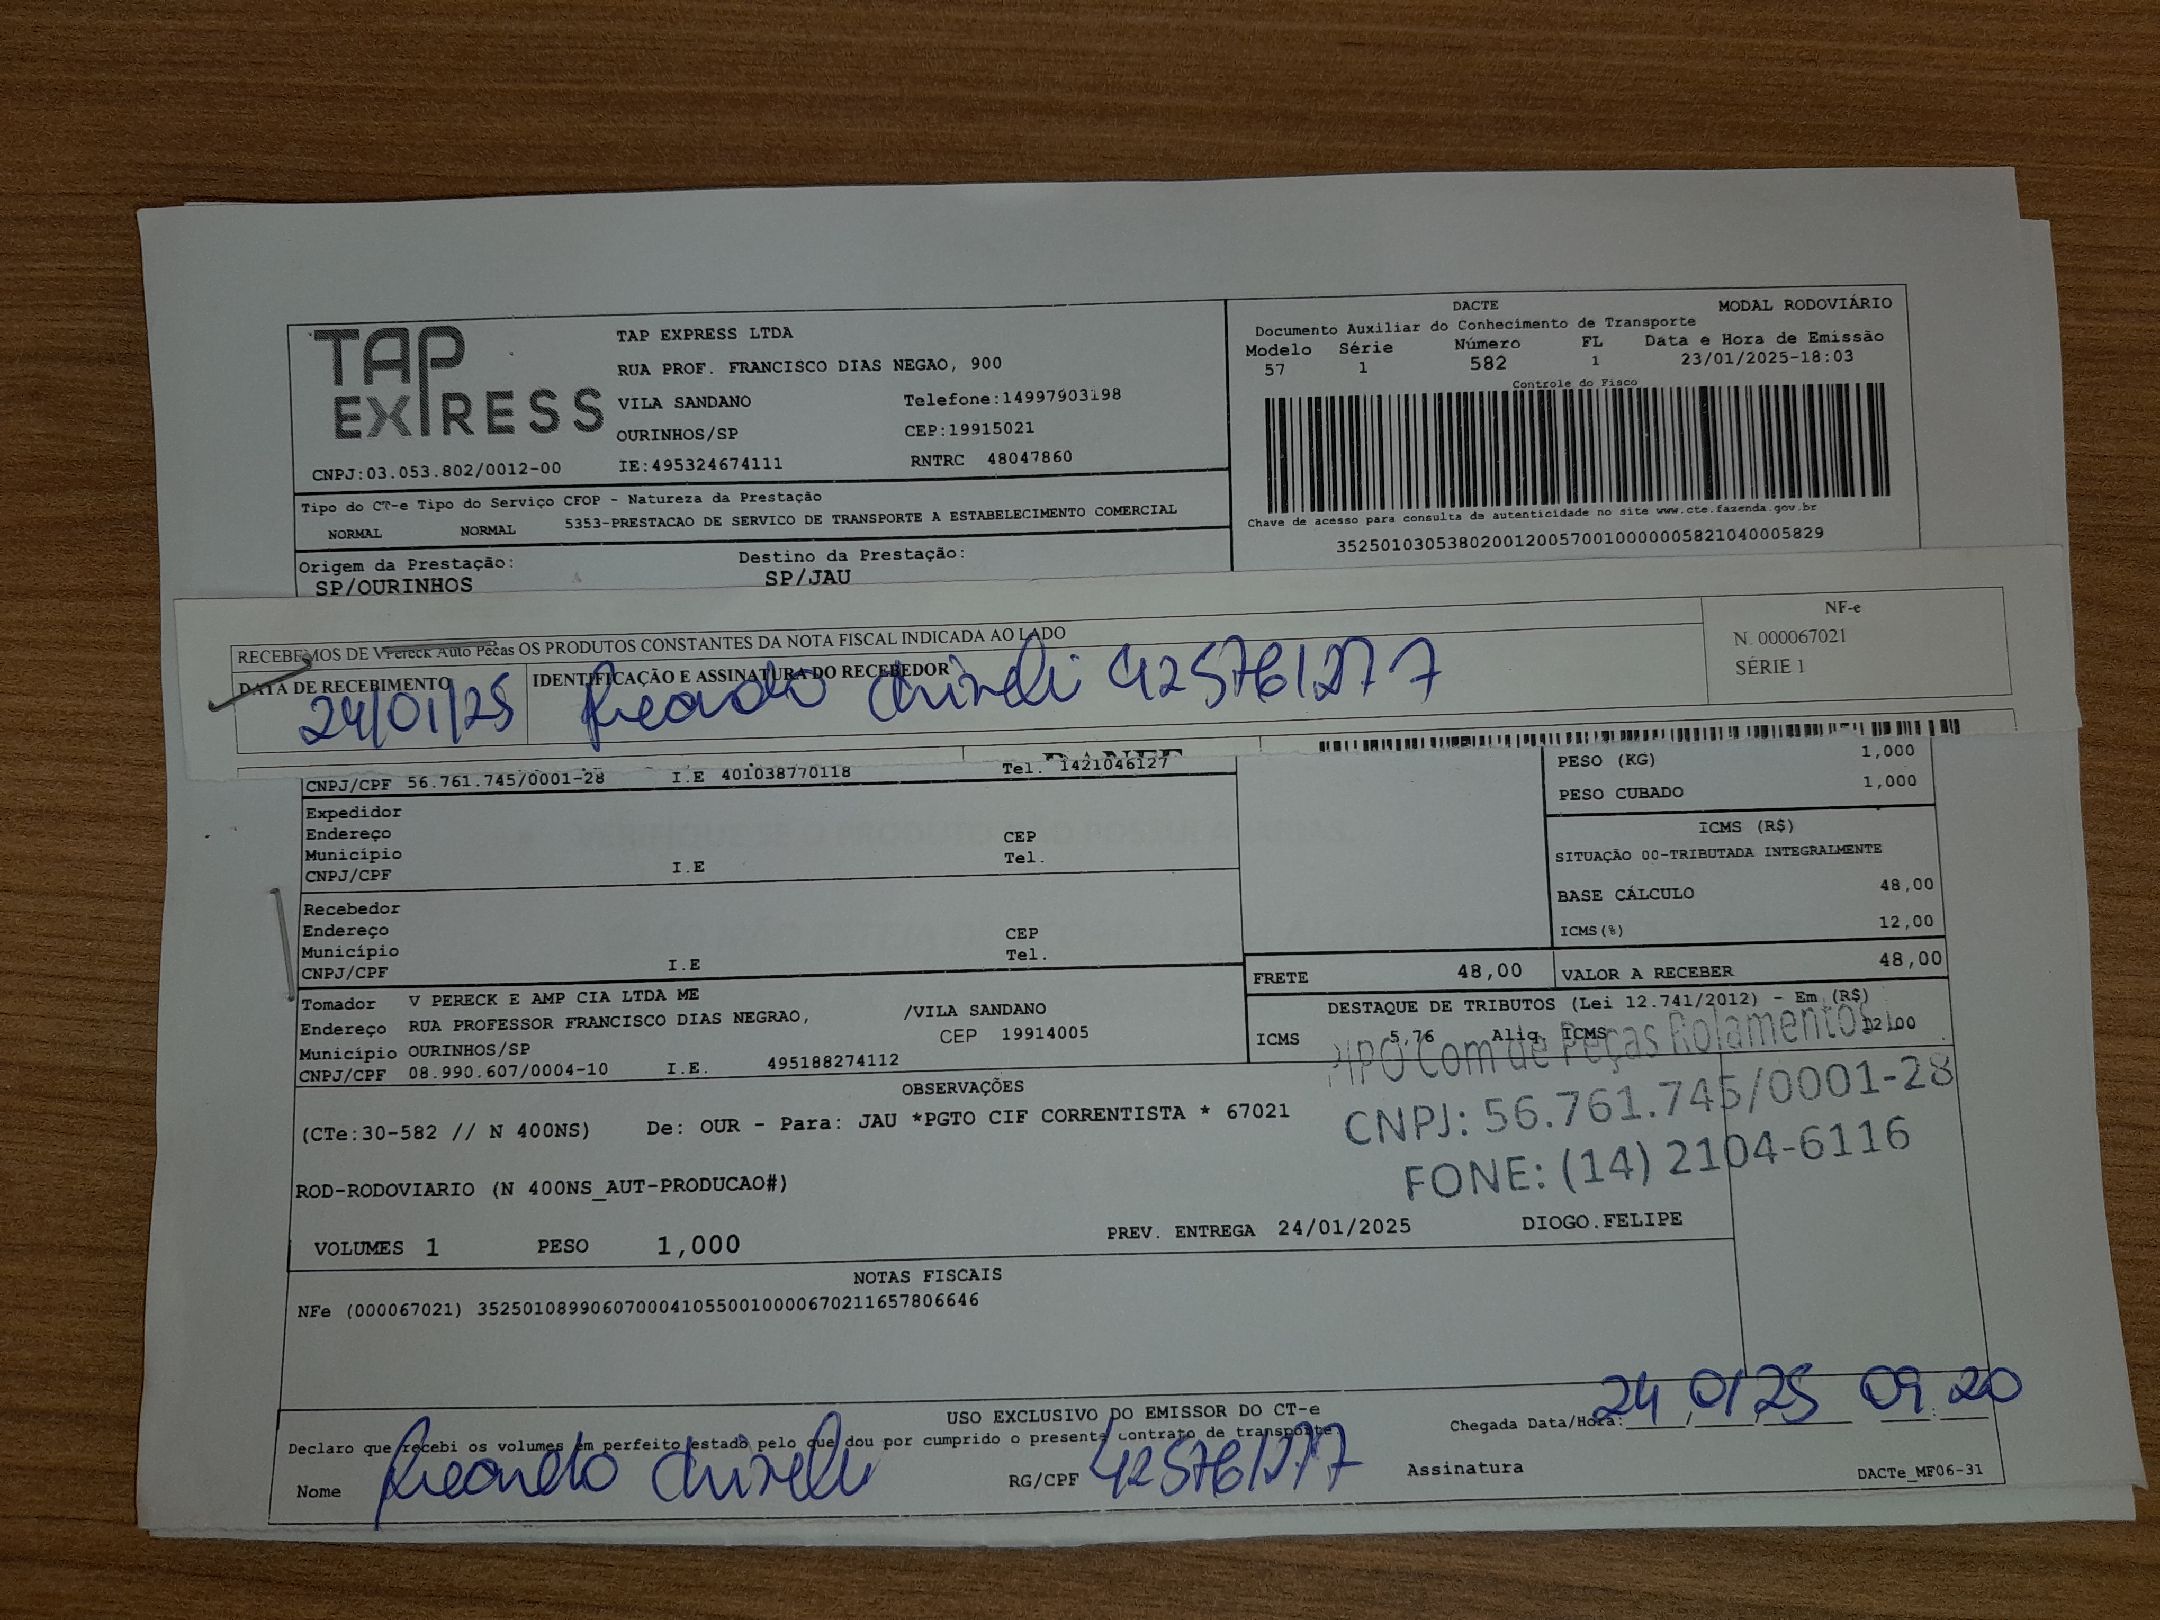 TAP
EXPRESS
TAP EXPRESS LTDA
RUA PROF. FRANCISCO DIAS NEGAO, 900
VILA SANDANO Telefone:14997903198
OURINHOS/SP CEP:19915021
CNPJ:03.053.802/0012-00 IE:495324674111 RNTRC 48047860
DACTE MODAL RODOVIÁRIO
Documento Auxiliar do Conhecimento de Transporte
Modelo Série Número FL Data e Hora de Emissão
57 1 582 1 23/01/2025-18:03
Controle do Fisco
Chave de acesso para consulta de autenticidade no site www.cte.fazenda.gov.br
35250103053802001200570010000005821040005829
Tipo do CT-e Tipo do Serviço CFOP - Natureza da Prestação
NORMAL NORMAL 5353-PRESTACAO DE SERVICO DE TRANSPORTE A ESTABELECIMENTO COMERCIAL
Origem da Prestação: Destino da Prestação:
SP/OURINHOS SP/JAU
RECEBEMOS DE VPereck Auto Peças OS PRODUTOS CONSTANTES DA NOTA FISCAL INDICADA AO LADO
NF-e
N. 000067021
SÉRIE 1
DATA DE RECEBIMENTO IDENTIFICAÇÃO E ASSINATURA DO RECEBEDOR
24/01/25 425761277
DANFE
CNPJ/CPF 56.761.745/0001-28 I.E 401038770118 Tel. 1421046127
PESO (KG) 1,000
PESO CUBADO 1,000
Expedidor
Endereço CEP
Município Tel.
CNPJ/CPF I.E
ICMS (R$)
SITUAÇÃO 00-TRIBUTADA INTEGRALMENTE
BASE CÁLCULO 48,00
ICMS(%) 12,00
Recebedor
Endereço CEP
Município Tel.
CNPJ/CPF I.E
FRETE 48,00 VALOR A RECEBER 48,00
Tomador V PERECK E AMP CIA LTDA ME
Endereço RUA PROFESSOR FRANCISCO DIAS NEGRAO, /VILA SANDANO
CEP 19914005
Município OURINHOS/SP
CNPJ/CPF 08.990.607/0004-10 I.E. 495188274112
DESTAQUE DE TRIBUTOS (Lei 12.741/2012) - Em (R$)
ICMS 5,76 Aliq. ICMS 12,00
Com de Peças Rolamentos
CNPJ: 56.761.745/0001-28
FONE: (14) 2104-6116
OBSERVAÇÕES
(CTe:30-582 // N 400NS) De: OUR - Para: JAU *PGTO CIF CORRENTISTA * 67021
ROD-RODOVIARIO (N 400NS_AUT-PRODUCAO#)
VOLUMES 1 PESO 1,000 PREV. ENTREGA 24/01/2025 DIOGO.FELIPE
NOTAS FISCAIS
NFe (000067021) 35250108990607000410550010000670211657806646
USO EXCLUSIVO DO EMISSOR DO CT-e
Chegada Data/Hora: 24/01/25 09:20
Declaro que recebi os volumes em perfeito estado pelo que dou por cumprido o presente contrato de transporte
Nome RG/CPF 425761277 Assinatura
DACTe_MF06-31